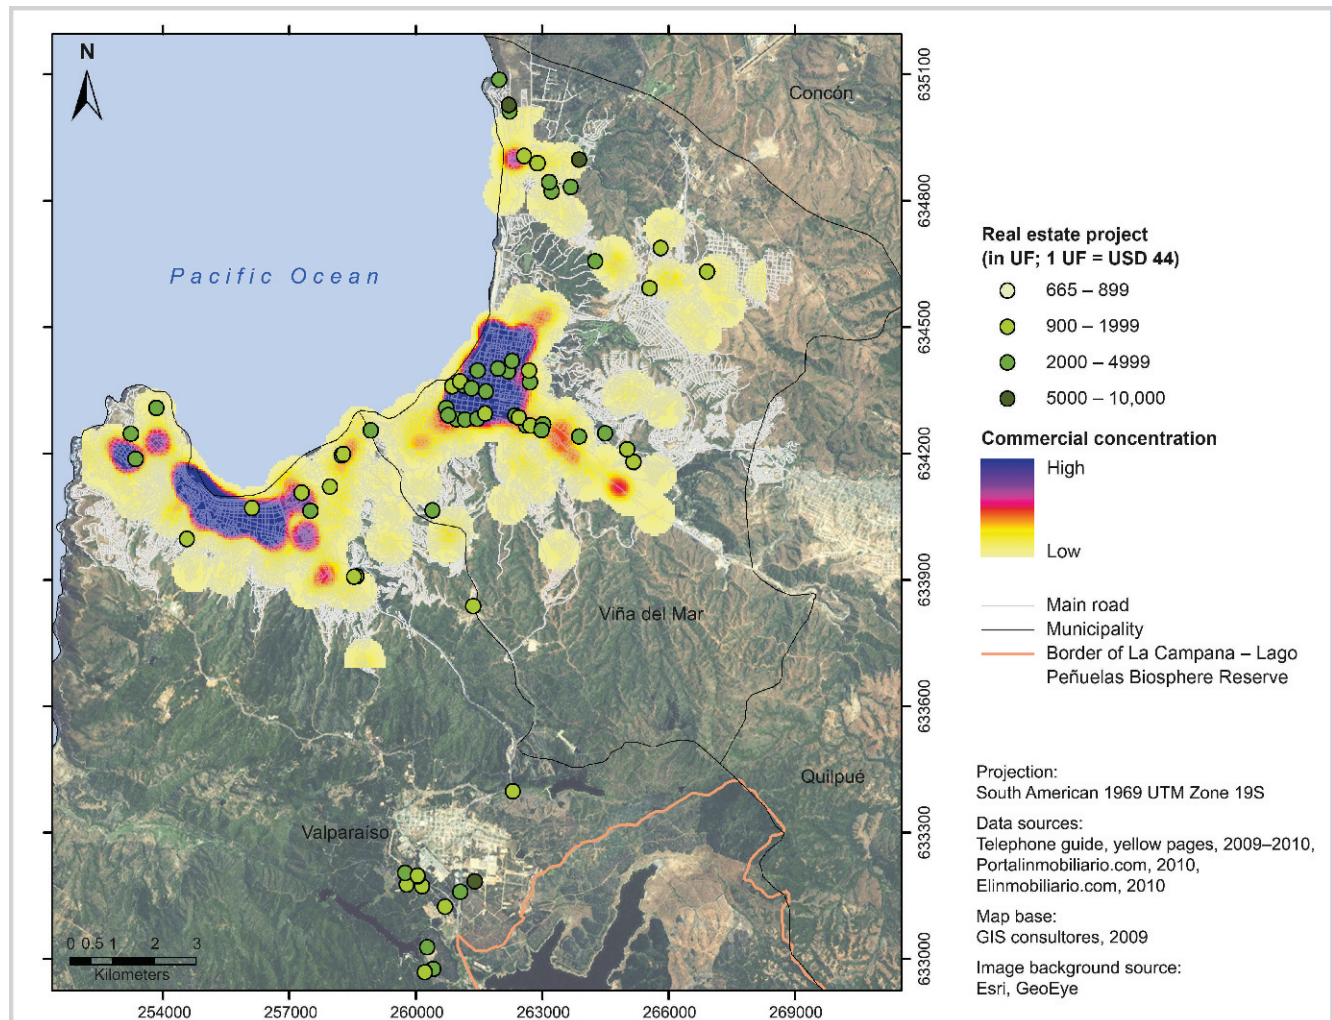 N
Concón
Pacific Ocean
Viña del Mar
Quilpué
Valparaíso
0 0.5 1 2 3
Kilometers
254000 257000 260000 263000 266000 269000
635100
634800
634500
634200
633900
633600
633300
633000
Real estate project
(in UF; 1 UF = USD 44)
665 – 899
900 – 1999
2000 – 4999
5000 – 10,000
Commercial concentration
High
Low
Main road
Municipality
Border of La Campana – Lago
Peñuelas Biosphere Reserve
Projection:
South American 1969 UTM Zone 19S
Data sources:
Telephone guide, yellow pages, 2009–2010,
Portalinmobiliario.com, 2010,
Elinmobiliario.com, 2010
Map base:
GIS consultores, 2009
Image background source:
Esri, GeoEye